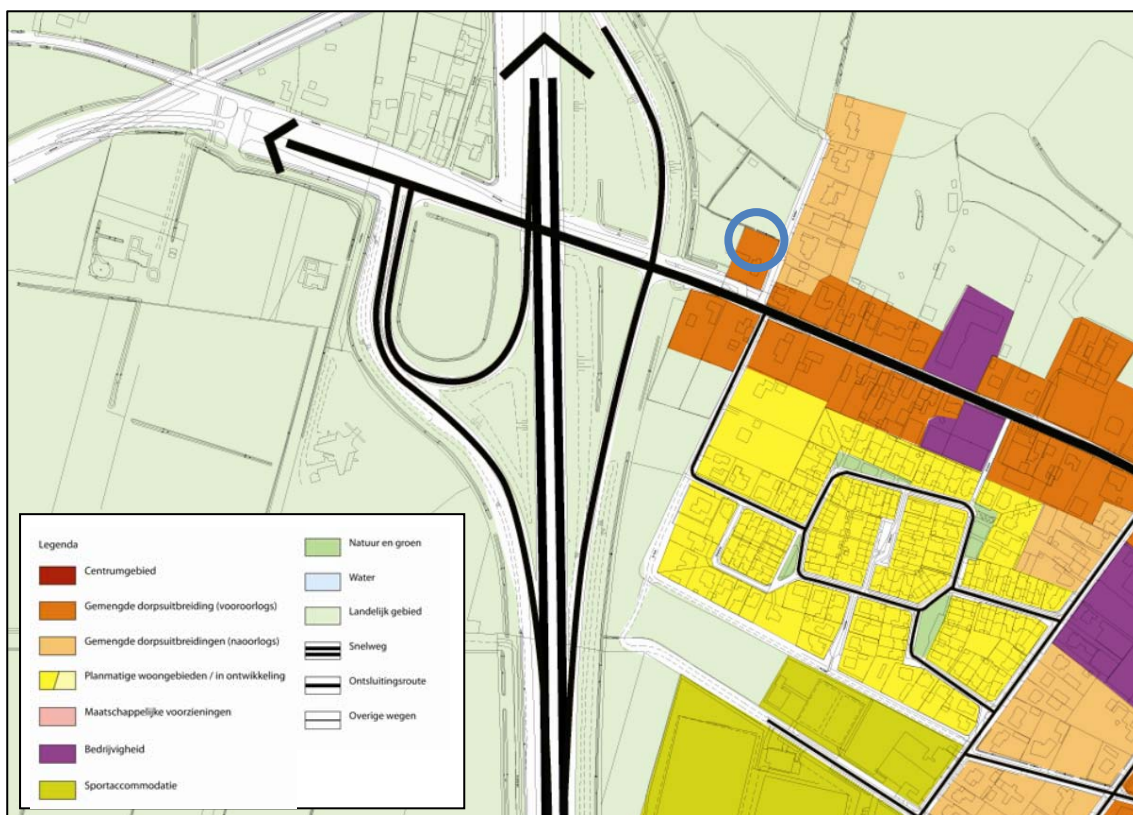 Legenda
Centrumgebied
Gemengde dorpsuitbreiding (vooroorlogs)
Gemengde dorpsuitbreidingen (naoorlogs)
Planmatige woongebieden / in ontwikkeling
Maatschappelijke voorzieningen
Bedrijvigheid
Sportaccommodatie
Natuur en groen
Water
Landelijk gebied
Snelweg
Ontsluitingsroute
Overige wegen